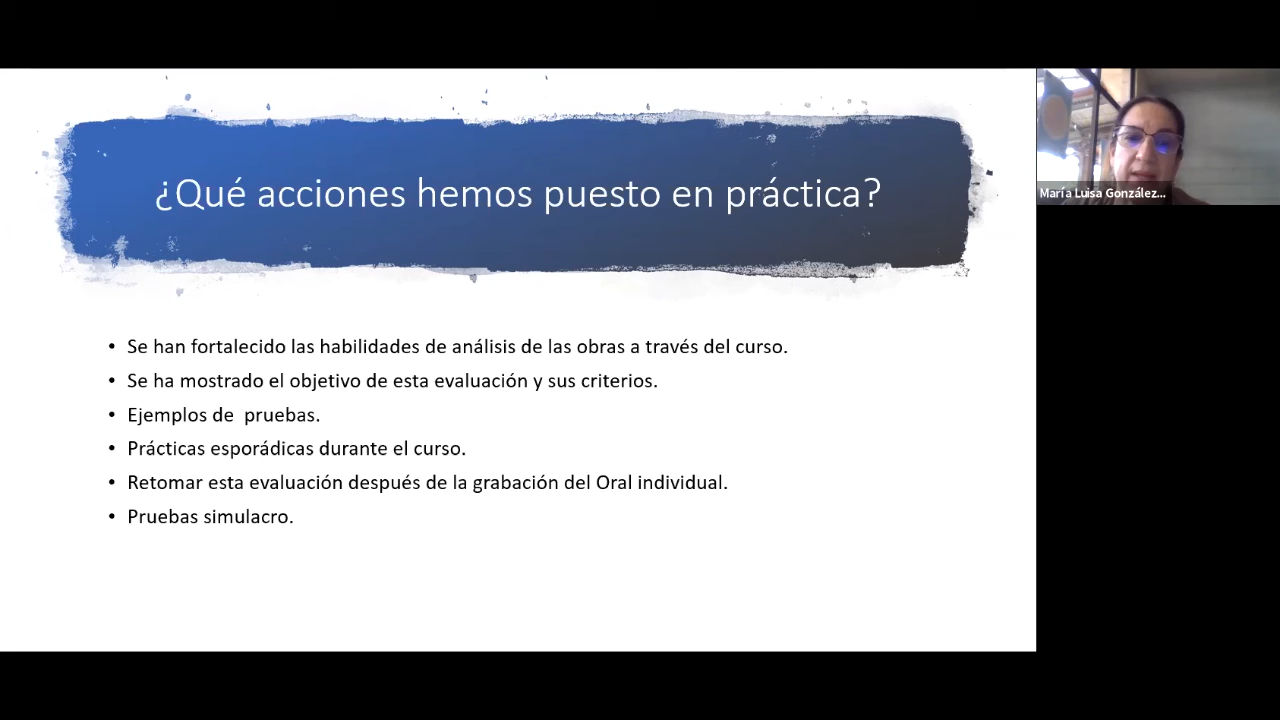 ¿Qué acciones hemos puesto en práctica?
María Luisa González...
• Se han fortalecido las habilidades de análisis de las obras a través del curso.
• Se ha mostrado el objetivo de esta evaluación y sus criterios.
• Ejemplos de  pruebas.
• Prácticas esporádicas durante el curso.
• Retomar esta evaluación después de la grabación del Oral individual.
• Pruebas simulacro.